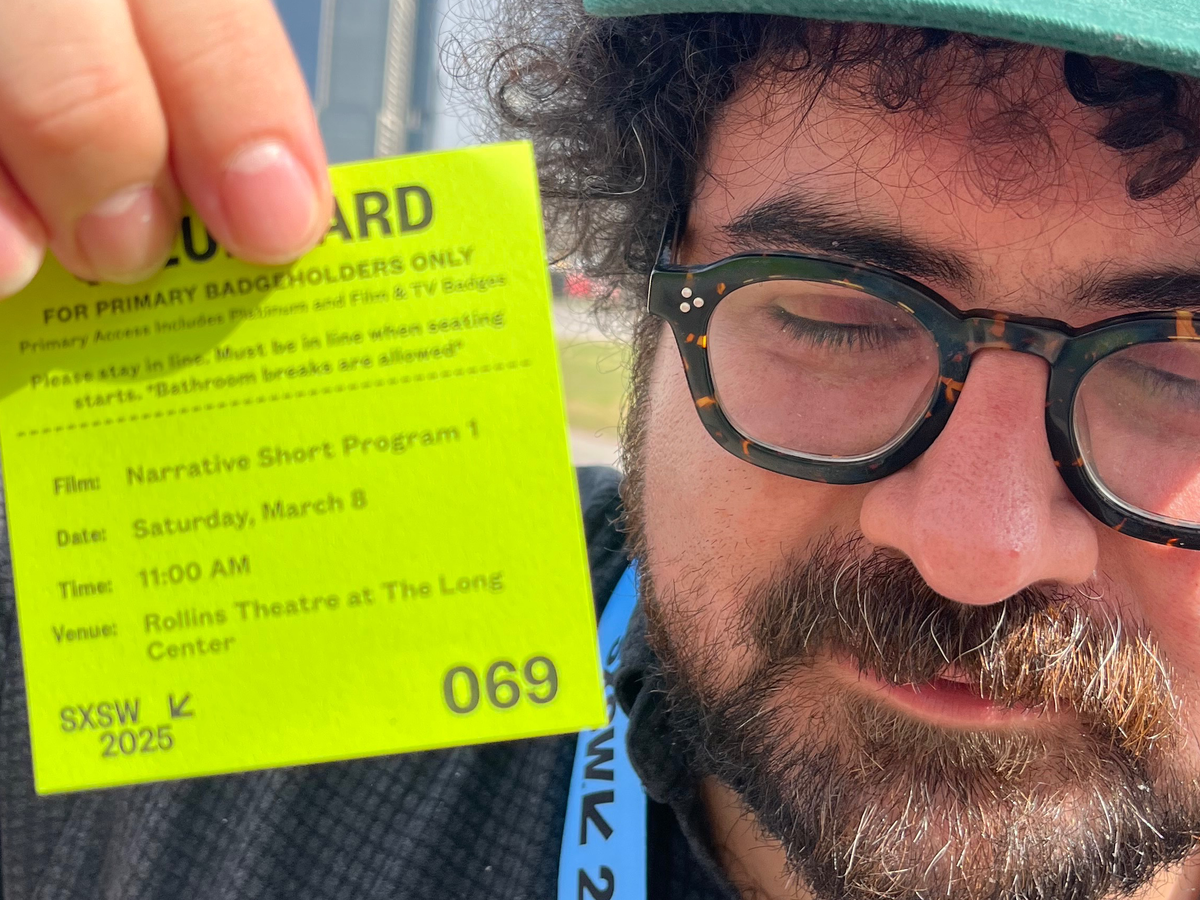 ARD
FOR PRIMARY BADGEHOLDERS ONLY
Primary Access Includes Platinum and Film & TV Badges
Please stay in line. Must be in line when seating
starts. *Bathroom breaks are allowed*
Film: Narrative Short Program 1
Date: Saturday, March 8
Time: 11:00 AM
Venue: Rollins Theatre at The Long
Center
069
SXSW
2025
SXSW 2